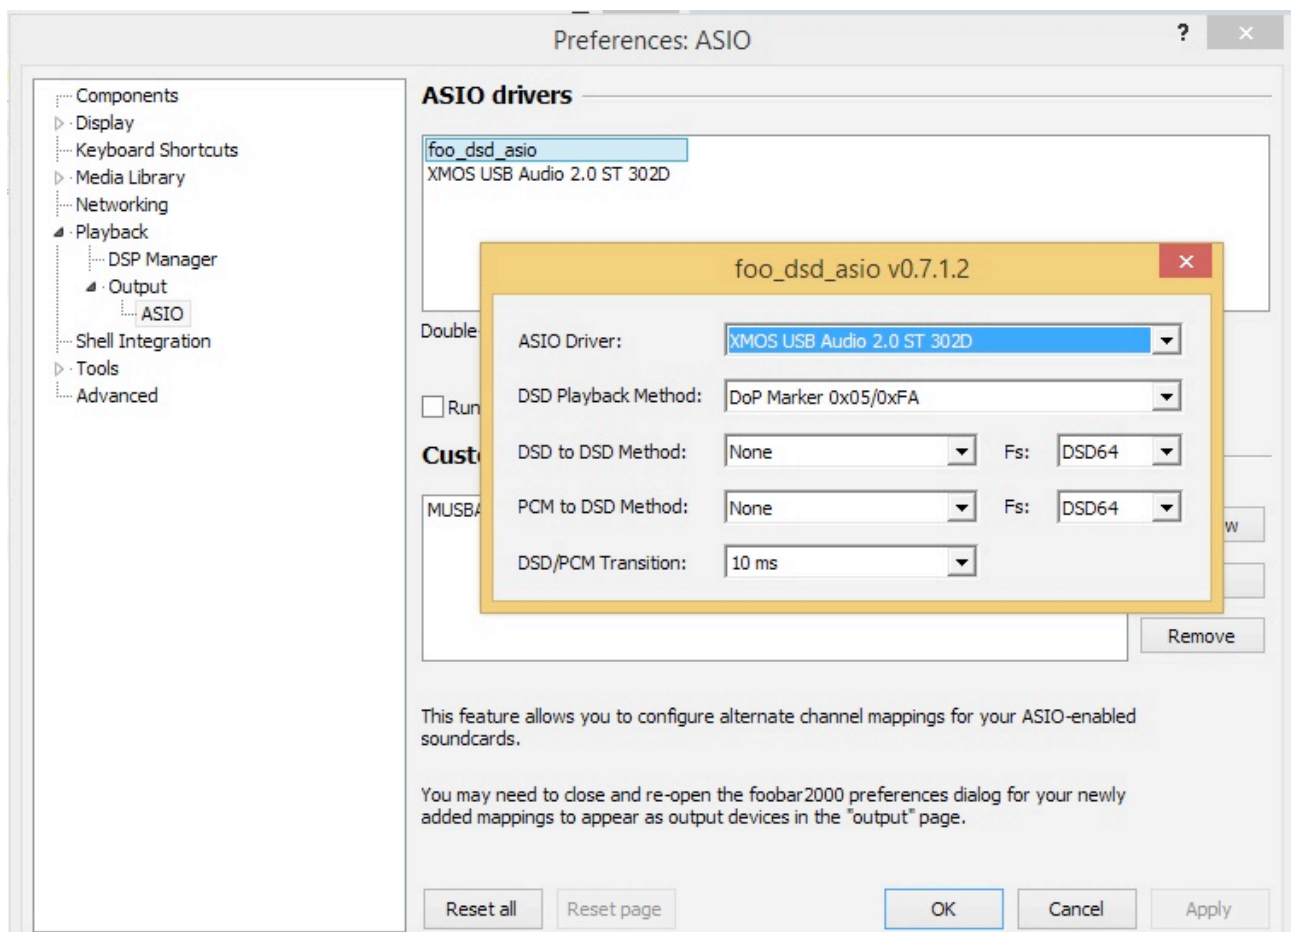 Preferences: ASIO
?
Components
Display
Keyboard Shortcuts
Media Library
Networking
Playback
DSP Manager
Output
ASIO
Shell Integration
Tools
Advanced
ASIO drivers
foo_dsd_asio
XMOS USB Audio 2.0 ST 302D
Double-
Run
Custo
MUSBA
foo_dsd_asio v0.7.1.2
ASIO Driver: XMOS USB Audio 2.0 ST 302D
DSD Playback Method: DoP Marker 0x05/0xFA
DSD to DSD Method: None Fs: DSD64
PCM to DSD Method: None Fs: DSD64
DSD/PCM Transition: 10 ms
w
Remove
This feature allows you to configure alternate channel mappings for your ASIO-enabled
soundcards.
You may need to close and re-open the foobar2000 preferences dialog for your newly
added mappings to appear as output devices in the "output" page.
Reset all Reset page OK Cancel Apply